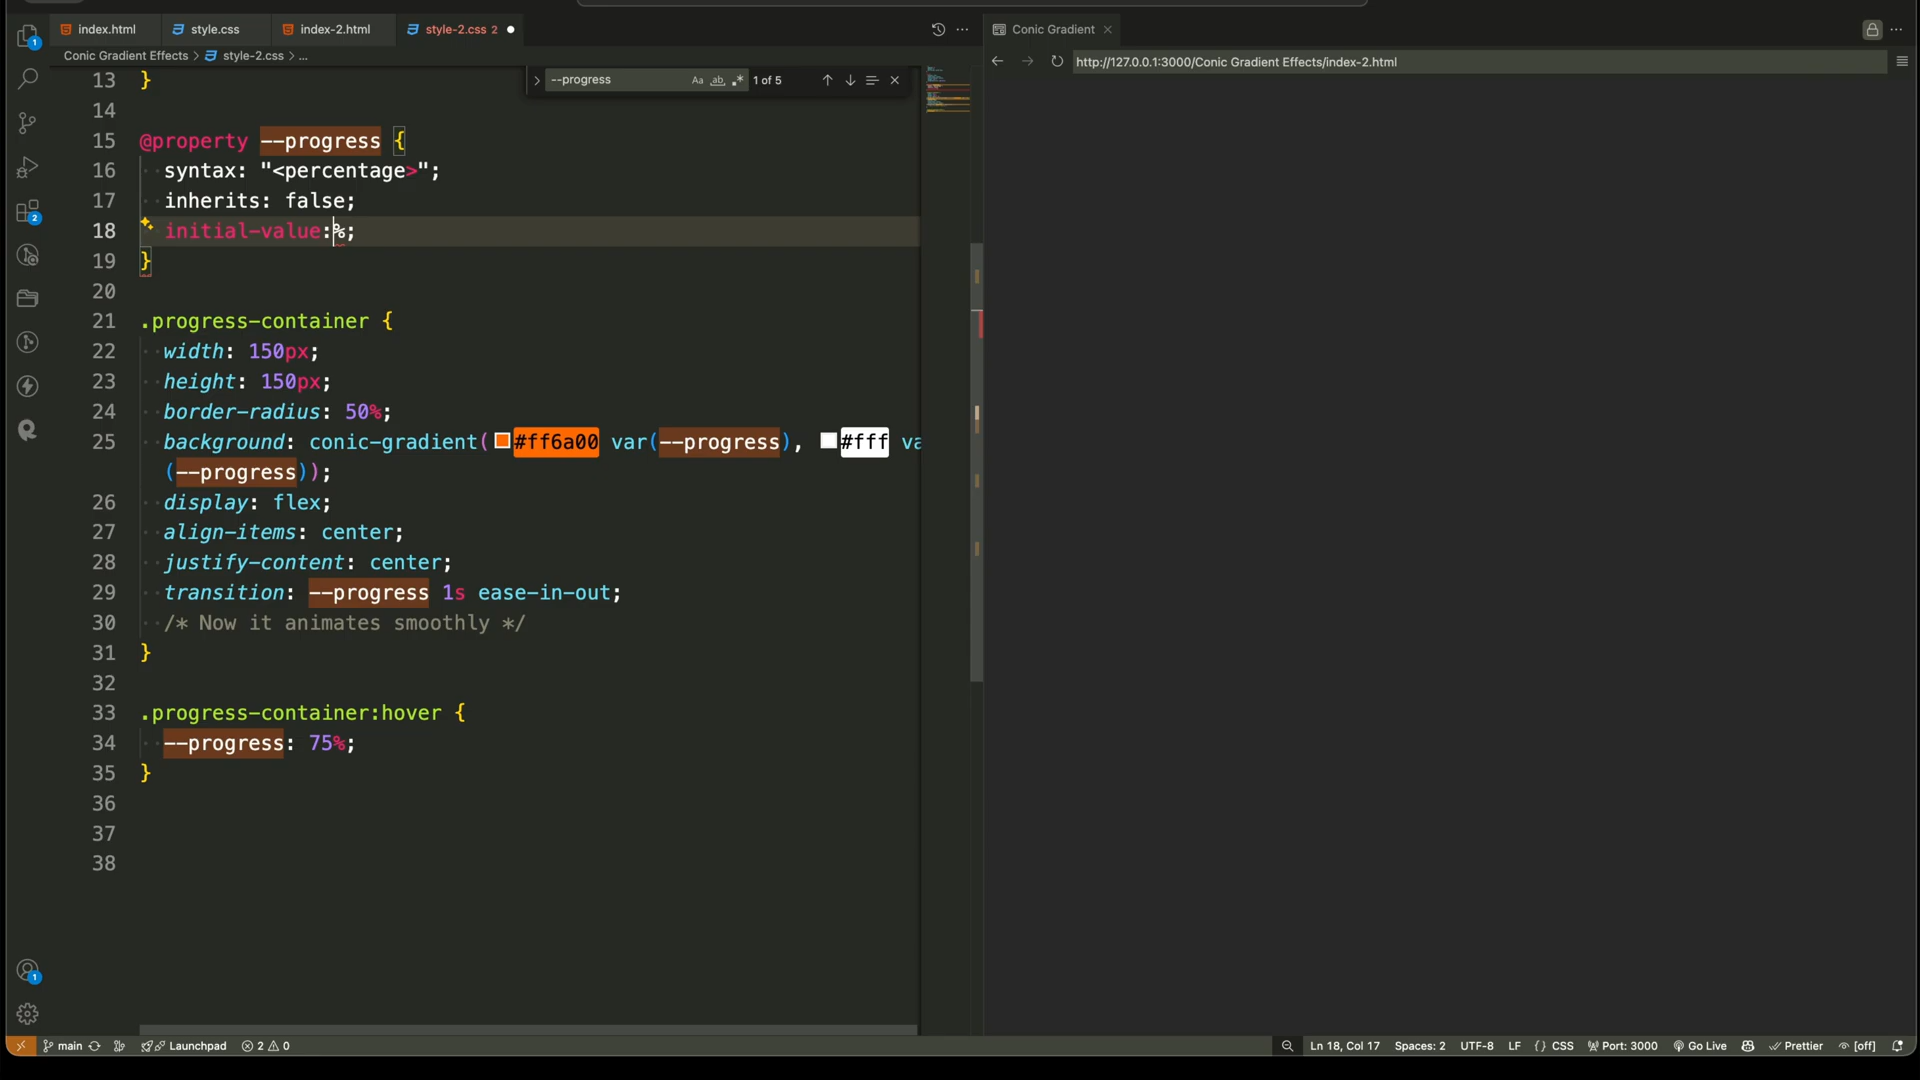 index.html
style.css
index-2.html
style-2.css 2
Conic Gradient
Conic Gradient Effects > style-2.css > ...
http://127.0.0.1:3000/Conic Gradient Effects/index-2.html
--progress
Aa ab .*
1 of 5
13 }
14
15 @property --progress {
16 syntax: "<percentage>";
17 inherits: false;
18 initial-value:%;
19 }
20
21 .progress-container {
22 width: 150px;
23 height: 150px;
24 border-radius: 50%;
25 background: conic-gradient(#ff6a00 var(--progress), #fff va
(--progress));
26 display: flex;
27 align-items: center;
28 justify-content: center;
29 transition: --progress 1s ease-in-out;
30 /* Now it animates smoothly */
31 }
32
33 .progress-container:hover {
34 --progress: 75%;
35 }
36
37
38
1
2
1
main
Launchpad
2 0
Ln 18, Col 17
Spaces: 2
UTF-8
LF
{} CSS
Port: 3000
Go Live
Prettier
[off]